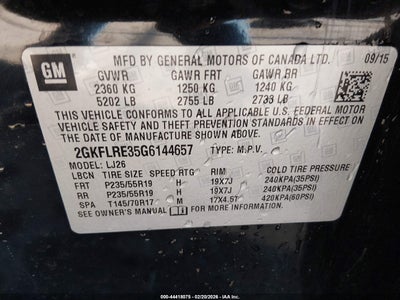 GM
MFD BY GENERAL MOTORS OF CANADA LTD. 09/15
GVWR GAWR FRT GAWR RR
2360 KG 1250 KG 1240 KG
5202 LB 2755 LB 2733 LB
THIS VEHICLE CONFORMS TO ALL APPLICABLE U.S. FEDERAL MOTOR
VEHICLE SAFETY, BUMPER, AND THEFT PREVENTION STANDARDS IN EFFECT
ON THE DATE OF MANUFACTURE SHOWN ABOVE.
2GKFLRE35G6144657 TYPE: M.P.V.
MODEL: LJ26
LBCN TIRE SIZE SPEED RTG RIM COLD TIRE PRESSURE
FRT P235/55R19 H 19X7J 240KPA(35PSI)
RR P235/55R19 H 19X7J 240KPA(35PSI)
SPA T145/70R17 M 17X4.5T 420KPA(60PSI)
SEE OWNER'S MANUAL FOR MORE INFORMATION.
000-44418075 - 02/20/2026 - IAA, Inc.